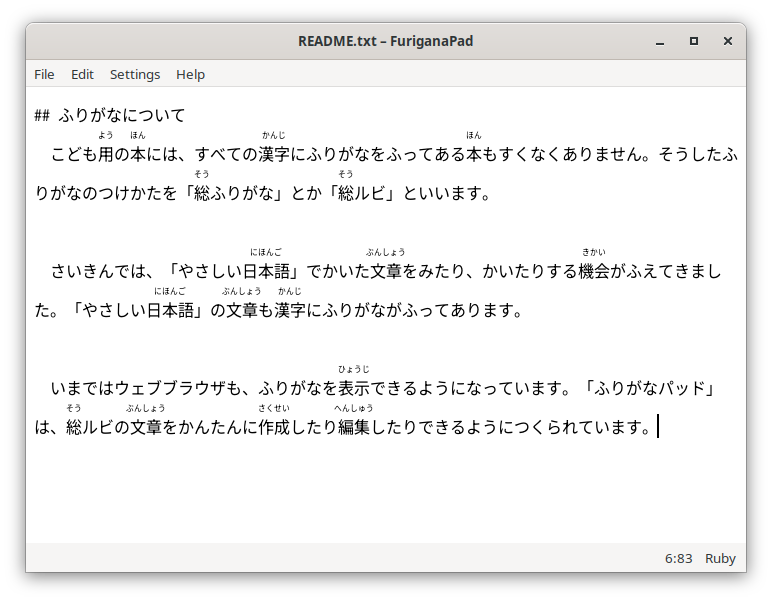 README.txt – FuriganaPad
File Edit Settings Help
## ふりがなについて
よう ほん かんじ ほん
こども用の本には、すべての漢字にふりがなをふってある本もすくなくありません。そうしたふ
そう そう
りがなのつけかたを「総ふりがな」とか「総ルビ」といいます。
にほんご ぶんしょう きかい
さいきんでは、「やさしい日本語」でかいた文章をみたり、かいたりする機会がふえてきまし
にほんご ぶんしょう かんじ
た。「やさしい日本語」の文章も漢字にふりがながふってあります。
ひょうじ
いまではウェブブラウザも、ふりがなを表示できるようになっています。「ふりがなパッド」
そう ぶんしょう さくせい へんしゅう
は、総ルビの文章をかんたんに作成したり編集したりできるようにつくられています。
6:83 Ruby